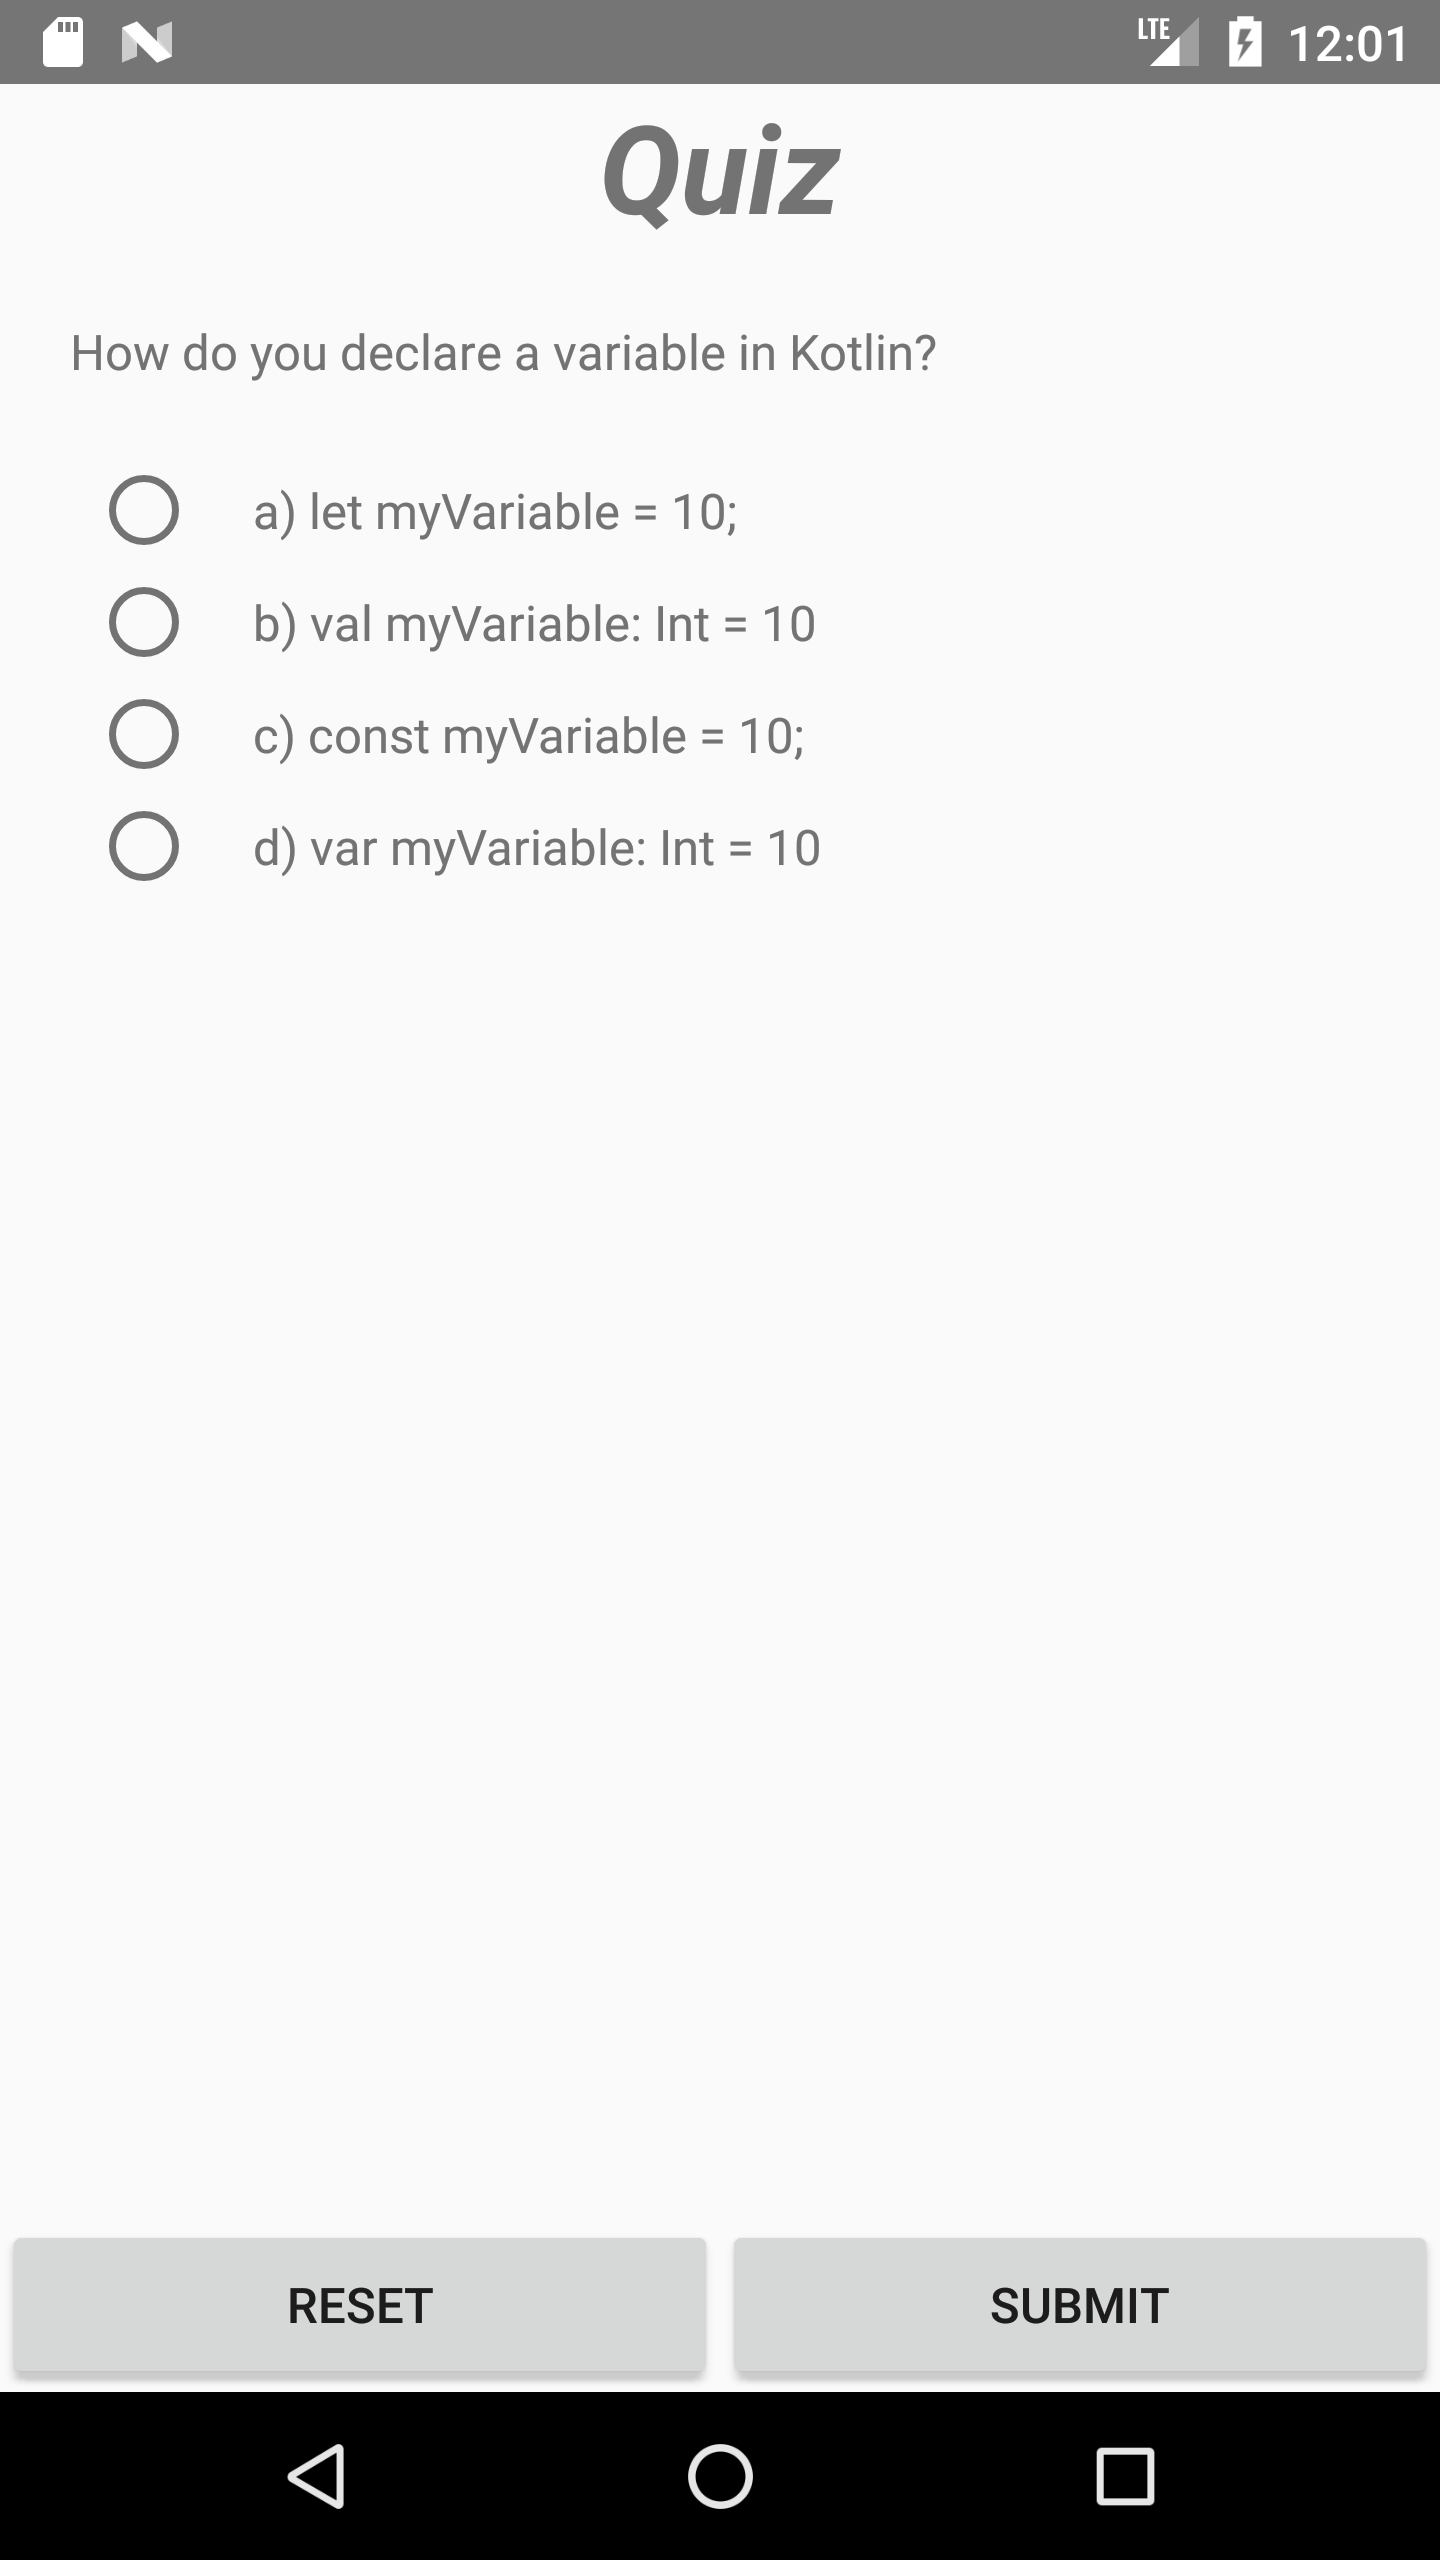 LTE 12:01
Quiz
How do you declare a variable in Kotlin?
a) let myVariable = 10;
b) val myVariable: Int = 10
c) const myVariable = 10;
d) var myVariable: Int = 10
RESET SUBMIT